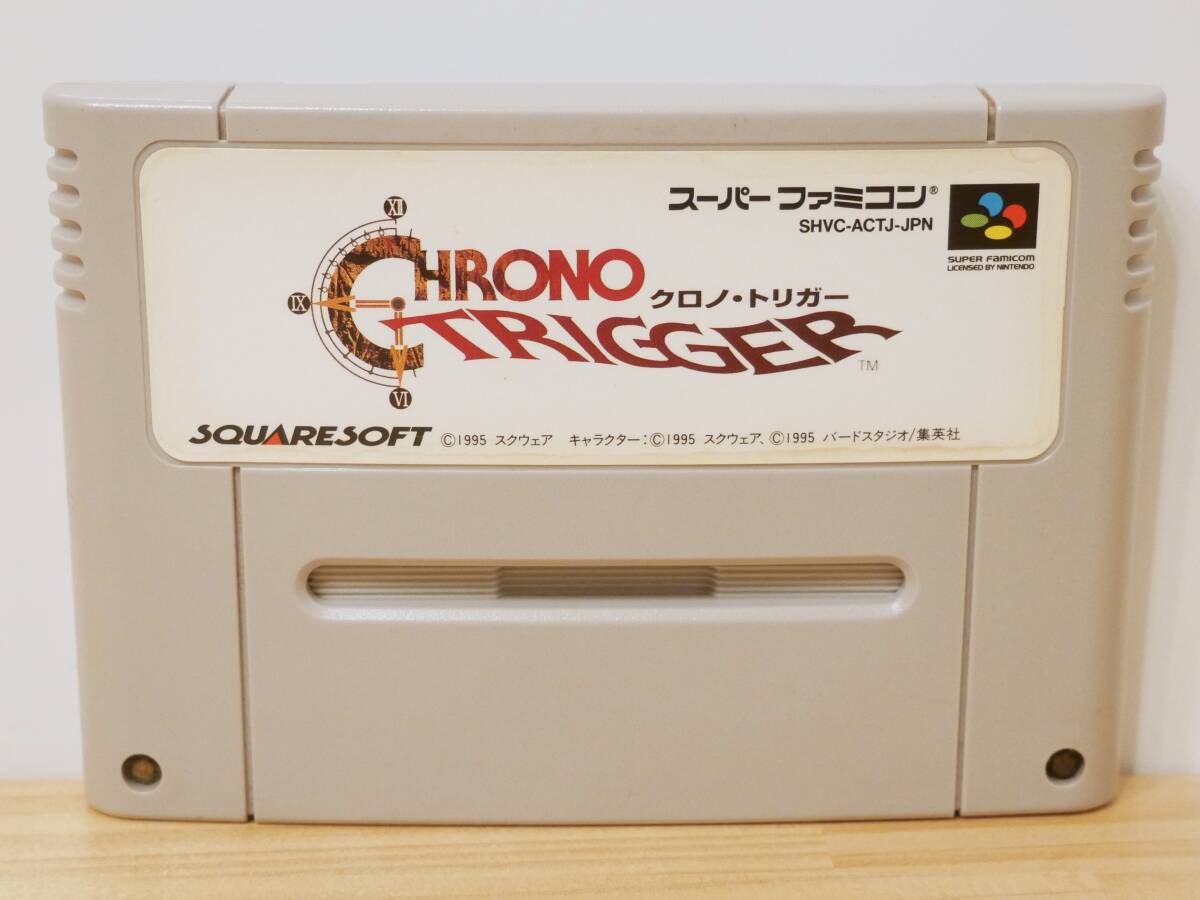 スーパーファミコン®
SHVC-ACTJ-JPN
SUPER FAMICOM
LICENSED BY NINTENDO
XII
IX
VI
CHRONO
クロノ・トリガー
TRIGGER™
SQUARESOFT ©1995 スクウェア キャラクター:©1995 スクウェア、©1995 バードスタジオ/集英社